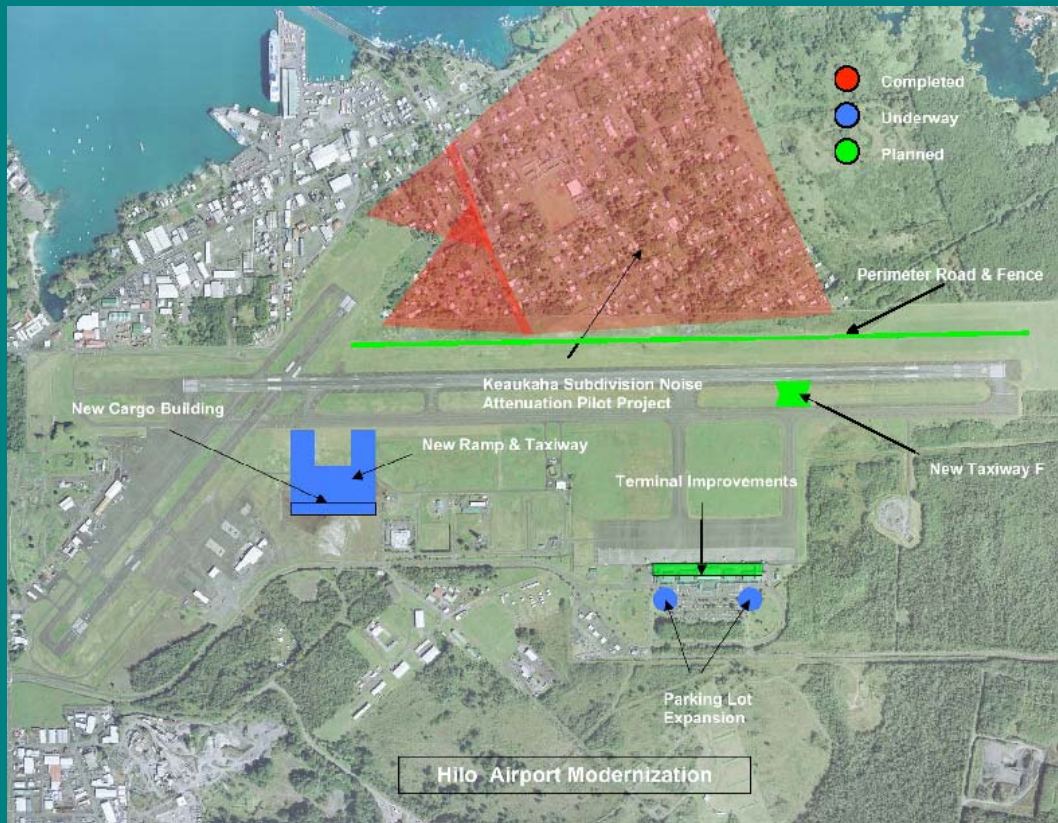 Completed
Underway
Planned
Perimeter Road & Fence
Keaukaha Subdivision Noise
Attenuation Pilot Project
New Cargo Building
New Ramp & Taxiway
Terminal Improvements
New Taxiway F
Parking Lot
Expansion
Hilo Airport Modernization